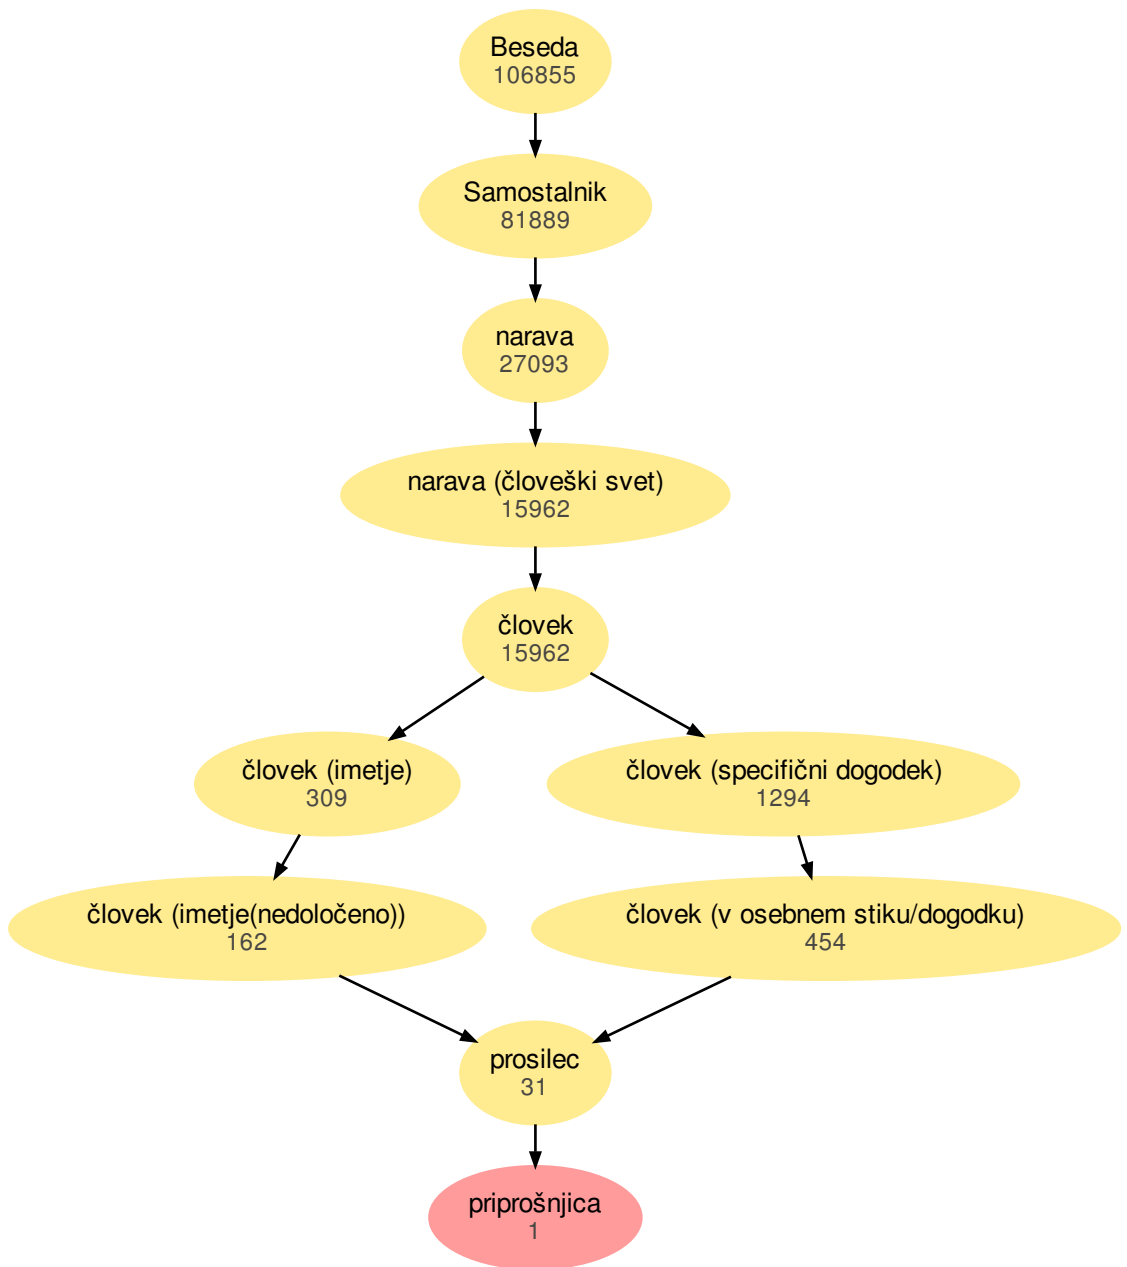 Beseda
106855
Samostalnik
81889
narava
27093
narava (človeški svet)
15962
človek
15962
človek (imetje)
309
človek (specifični dogodek)
1294
človek (imetje(nedoločeno))
162
človek (v osebnem stiku/dogodku)
454
prosilec
31
priprošnjica
1